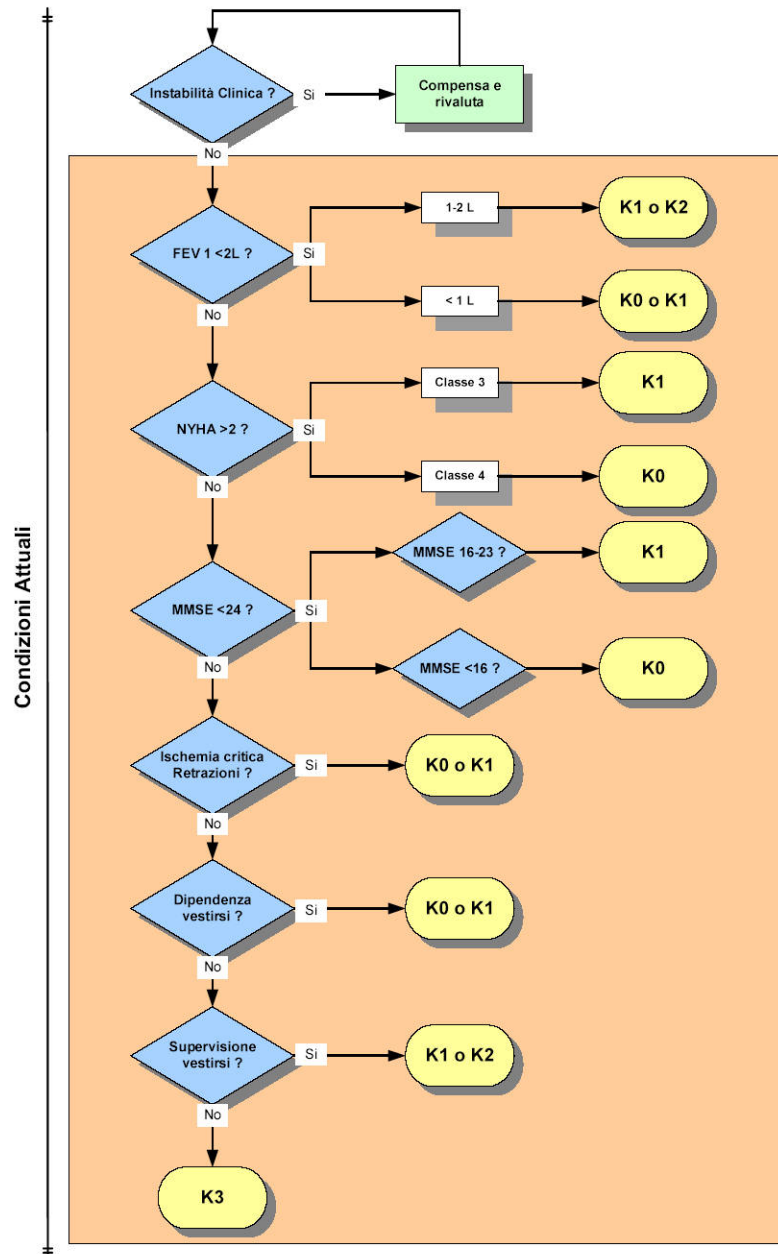 Condizioni Attuali
Instabilità Clinica ?
Si
Compensa e
rivaluta
No
FEV 1 <2L ?
Si
1-2 L
K1 o K2
< 1 L
K0 o K1
No
NYHA >2 ?
Si
Classe 3
K1
Classe 4
K0
No
MMSE <24 ?
Si
MMSE 16-23 ?
K1
MMSE <16 ?
K0
No
Ischemia critica
Retrazioni ?
Si
K0 o K1
No
Dipendenza
vestirsi ?
Si
K0 o K1
No
Supervisione
vestirsi ?
Si
K1 o K2
No
K3